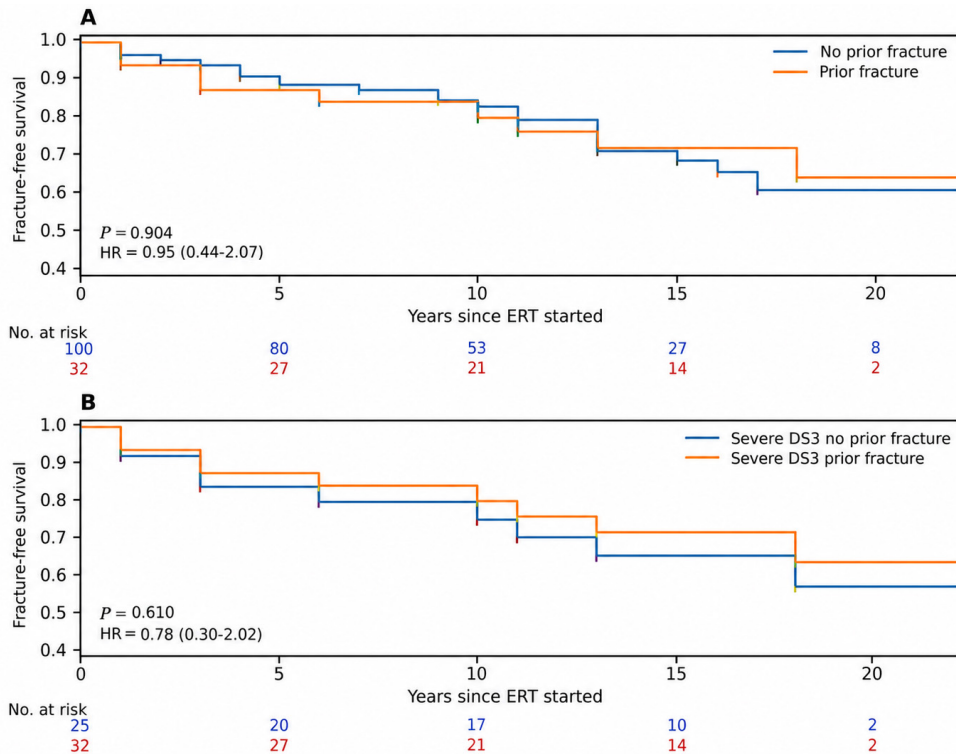 A
1.0
0.9
0.8
0.7
0.6
0.5
0.4
Fracture-free survival
No prior fracture
Prior fracture
P = 0.904
HR = 0.95 (0.44-2.07)
0 5 10 15 20
Years since ERT started
No. at risk
100 80 53 27 8
32 27 21 14 2
B
1.0
0.9
0.8
0.7
0.6
0.5
0.4
Fracture-free survival
Severe DS3 no prior fracture
Severe DS3 prior fracture
P = 0.610
HR = 0.78 (0.30-2.02)
0 5 10 15 20
Years since ERT started
No. at risk
25 20 17 10 2
32 27 21 14 2